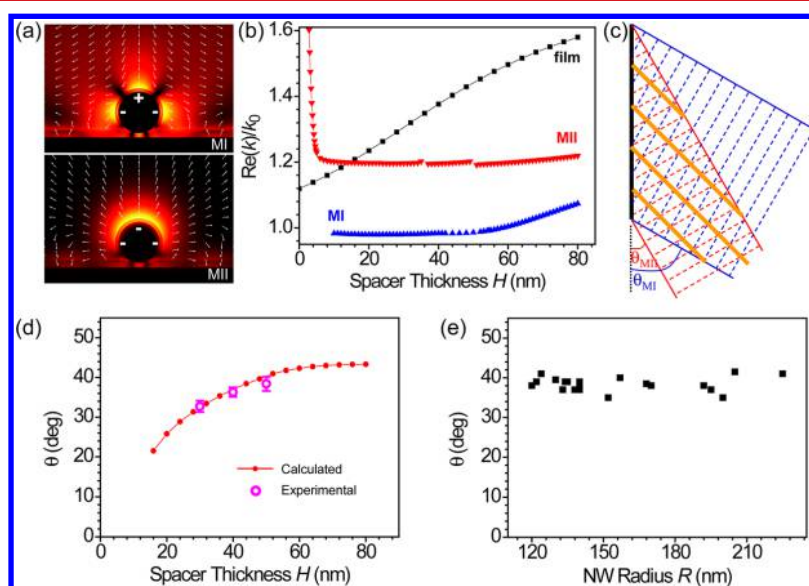 (a)
+
- -
MI
-
- -
MII
(b)
1.6
1.4
1.2
1.0
Re(k)/k₀
film
MII
MI
0 20 40 60 80
Spacer Thickness H (nm)
(c)
θMII
θMI
(d)
50
40
30
20
10
0
θ (deg)
Calculated
Experimental
0 20 40 60 80
Spacer Thickness H (nm)
(e)
50
40
30
20
10
0
θ (deg)
120 150 180 210
NW Radius R (nm)